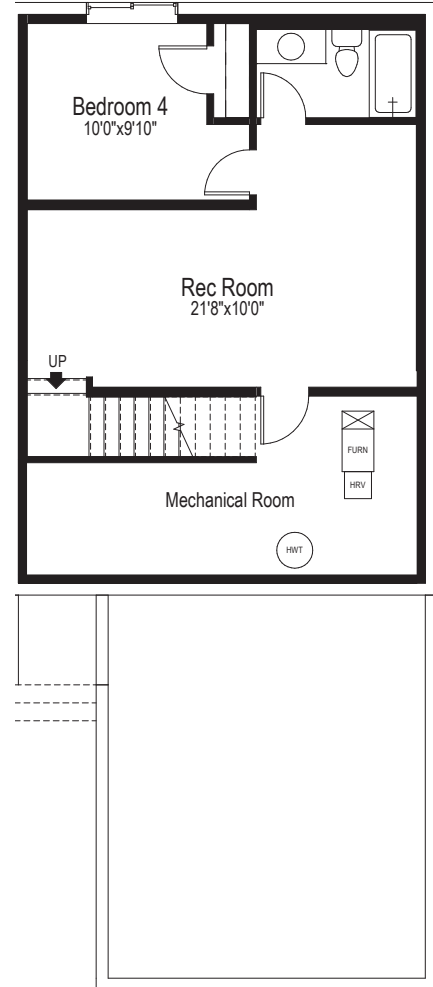 Bedroom 4
10'0"x9'10"
Rec Room
21'8"x10'0"
UP
FURN
HRV
Mechanical Room
HWT